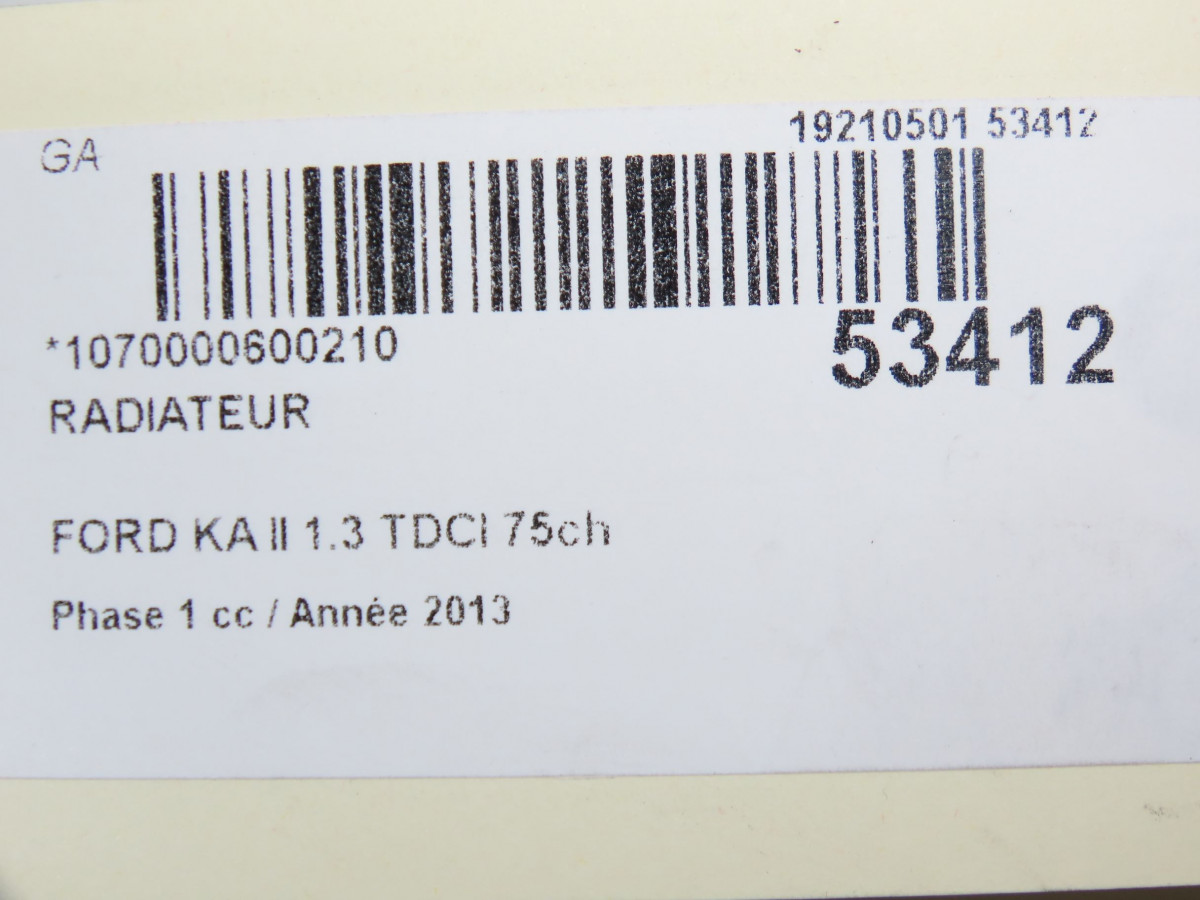 GA
19210501 53412
*1070000600210
53412
RADIATEUR
FORD KA II 1.3 TDCI 75ch
Phase 1 cc / Année 2013